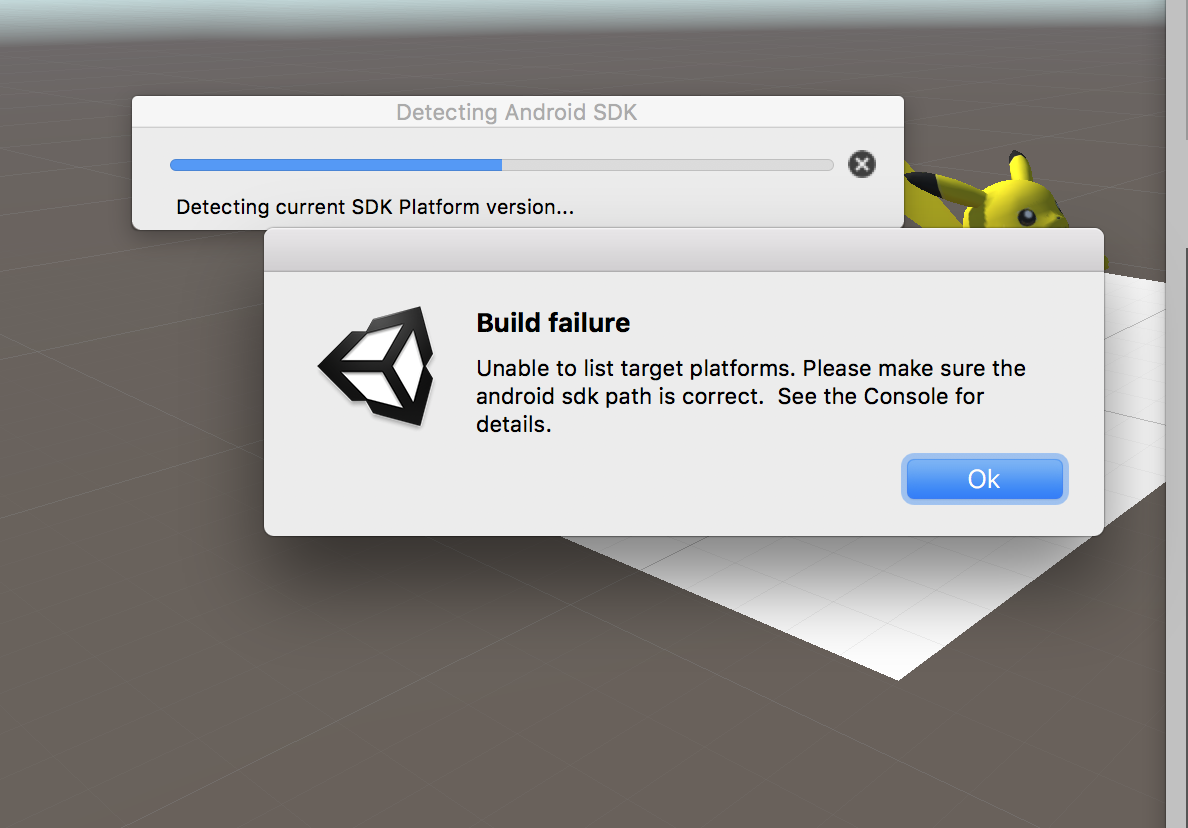 Detecting Android SDK
Detecting current SDK Platform version...
Build failure
Unable to list target platforms. Please make sure the
android sdk path is correct.  See the Console for
details.
Ok